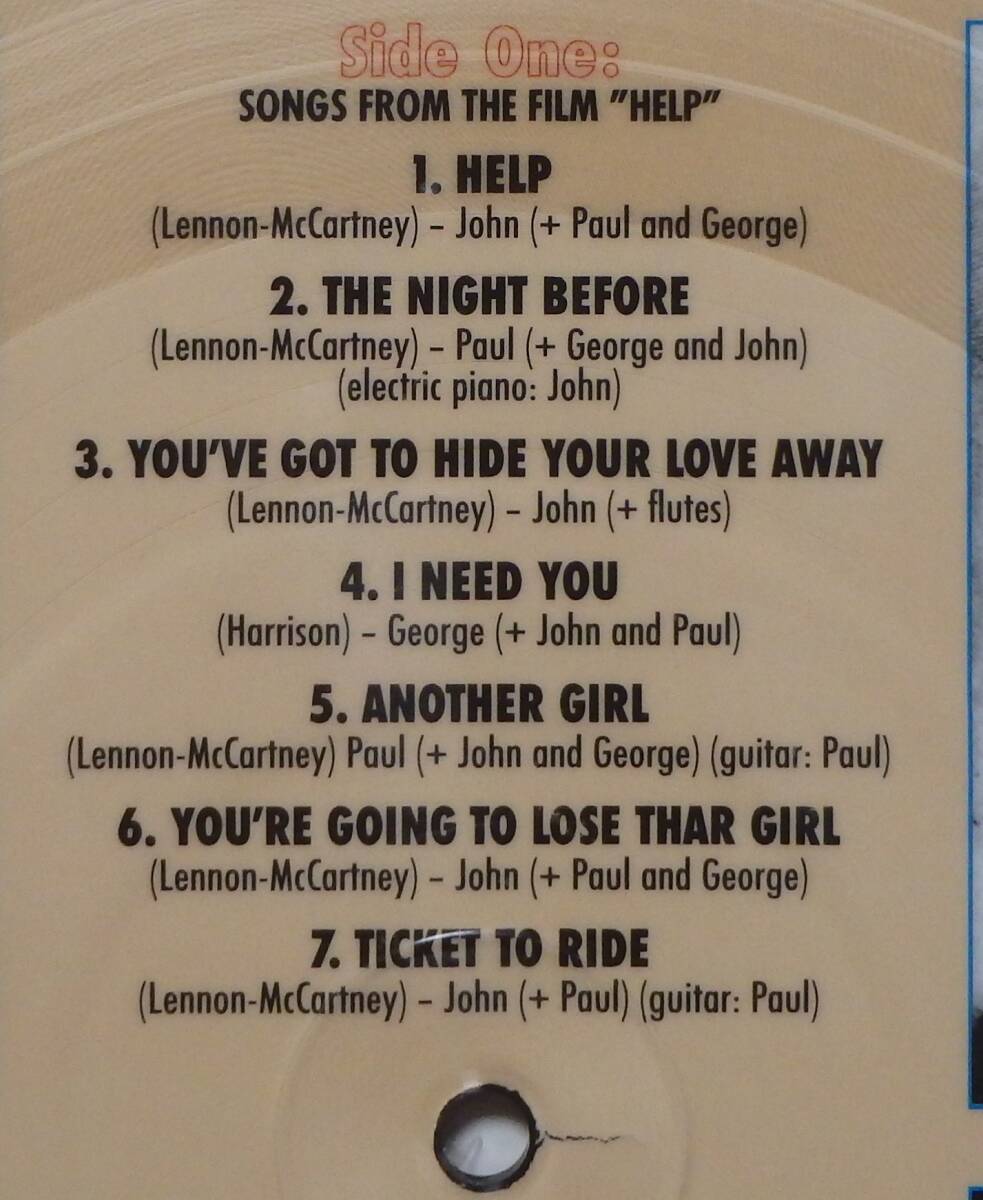 Side One:
SONGS FROM THE FILM "HELP"
1. HELP
(Lennon-McCartney) – John (+ Paul and George)
2. THE NIGHT BEFORE
(Lennon-McCartney) – Paul (+ George and John)
(electric piano: John)
3. YOU'VE GOT TO HIDE YOUR LOVE AWAY
(Lennon-McCartney) – John (+ flutes)
4. I NEED YOU
(Harrison) – George (+ John and Paul)
5. ANOTHER GIRL
(Lennon-McCartney) Paul (+ John and George) (guitar: Paul)
6. YOU'RE GOING TO LOSE THAR GIRL
(Lennon-McCartney) – John (+ Paul and George)
7. TICKET TO RIDE
(Lennon-McCartney) – John (+ Paul) (guitar: Paul)